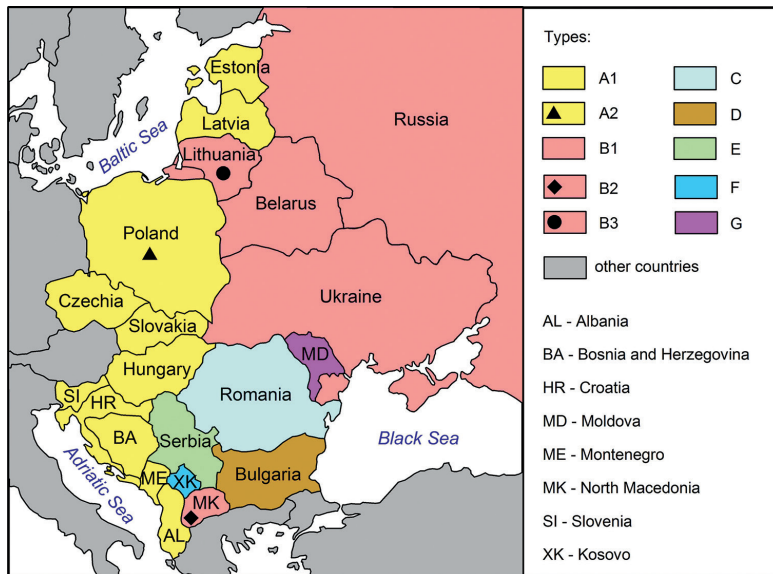 Estonia
Latvia
Lithuania
Baltic Sea
Russia
Belarus
Poland
Ukraine
Czechia
Slovakia
Hungary
MD
Romania
SI
HR
BA
Serbia
Black Sea
Adriatic Sea
ME
XK
Bulgaria
MK
AL
Types:
A1
C
A2
D
B1
E
B2
F
B3
G
other countries
AL - Albania
BA - Bosnia and Herzegovina
HR - Croatia
MD - Moldova
ME - Montenegro
MK - North Macedonia
SI - Slovenia
XK - Kosovo